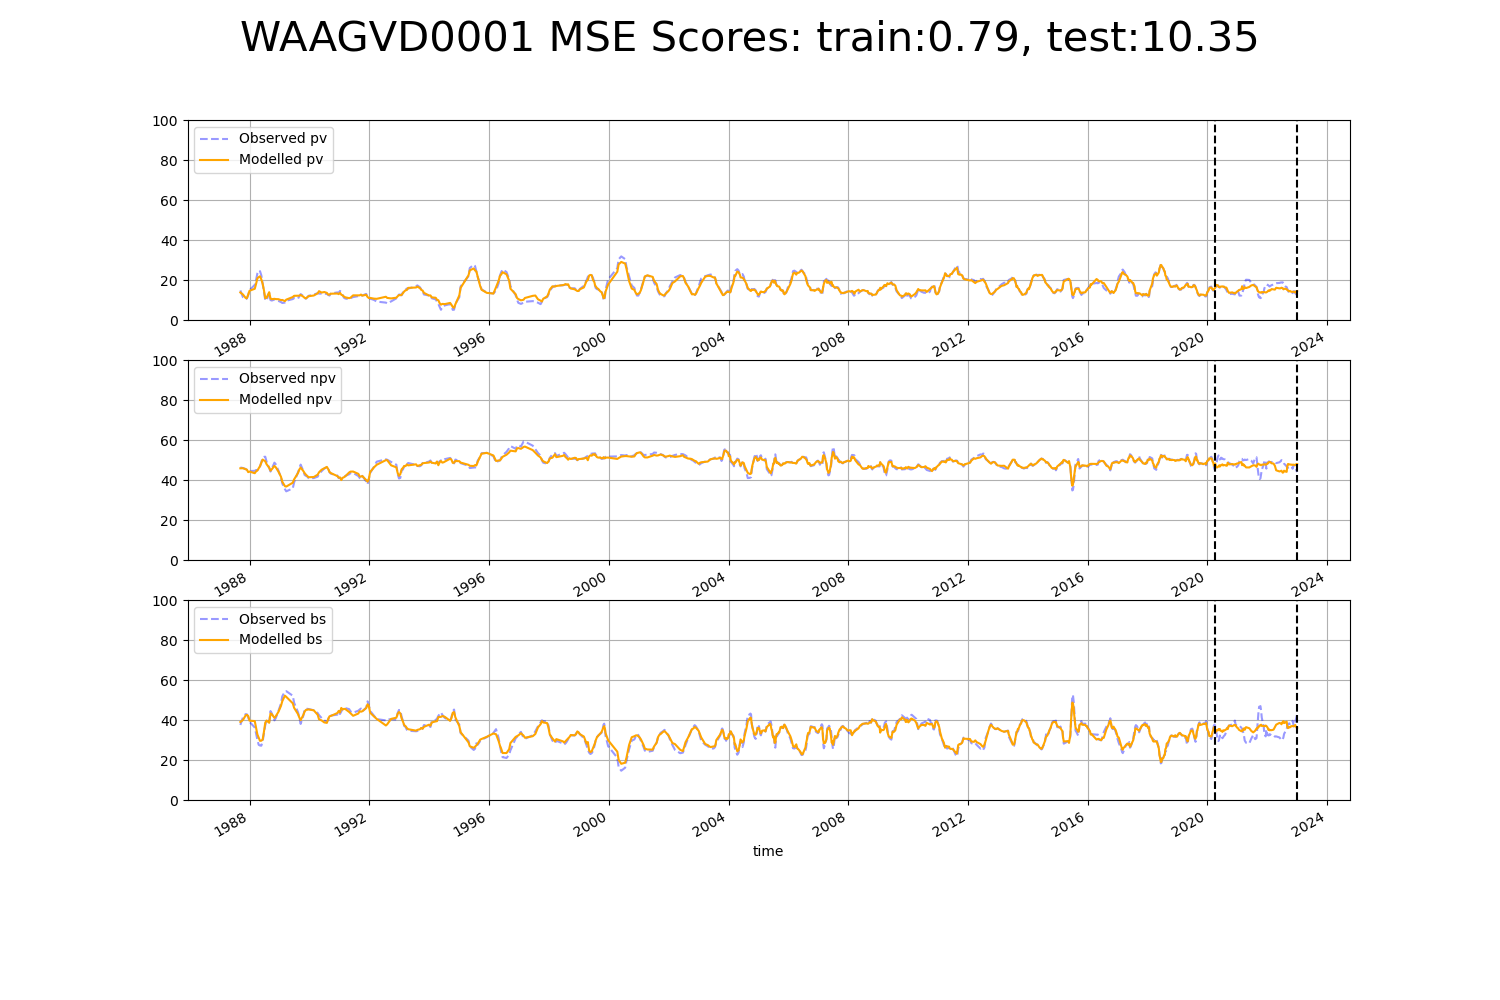 WAAGVD0001 MSE Scores: train:0.79, test:10.35
100
80
60
40
20
0
Observed pv
Modelled pv
1988 1992 1996 2000 2004 2008 2012 2016 2020 2024
100
80
60
40
20
0
Observed npv
Modelled npv
1988 1992 1996 2000 2004 2008 2012 2016 2020 2024
100
80
60
40
20
0
Observed bs
Modelled bs
1988 1992 1996 2000 2004 2008 2012 2016 2020 2024
time